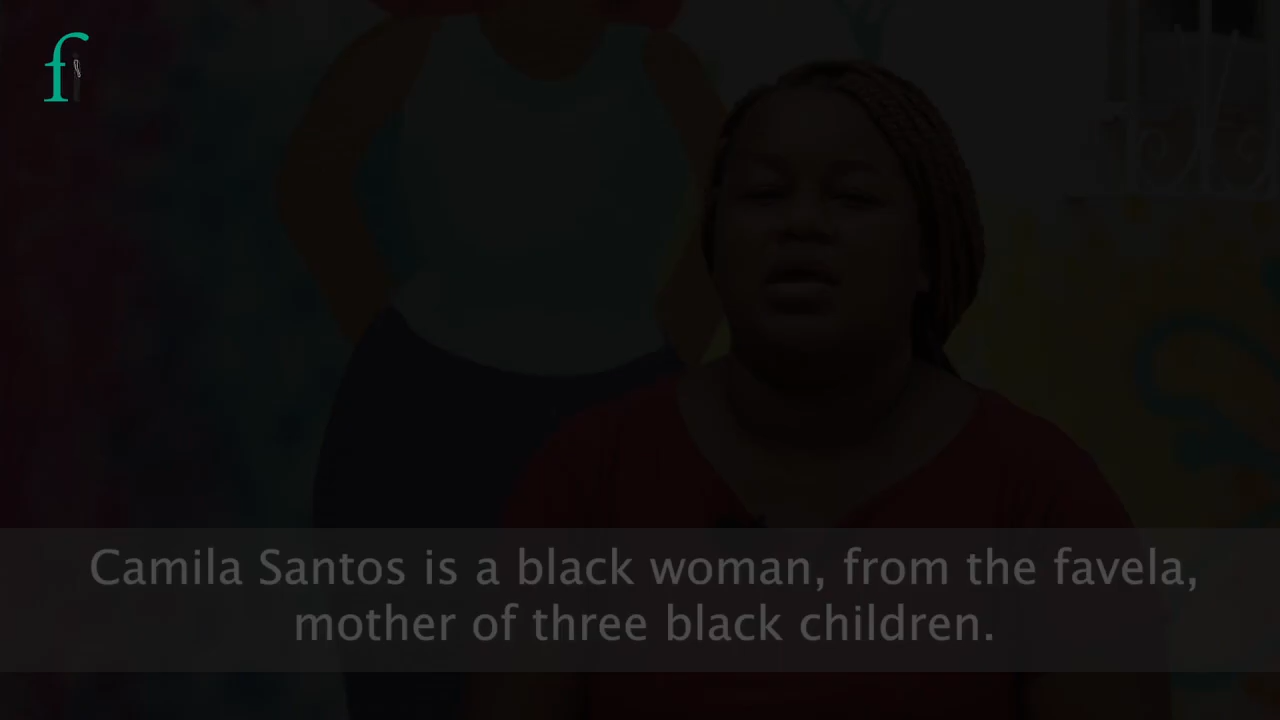 f
Camila Santos is a black woman, from the favela,
mother of three black children.